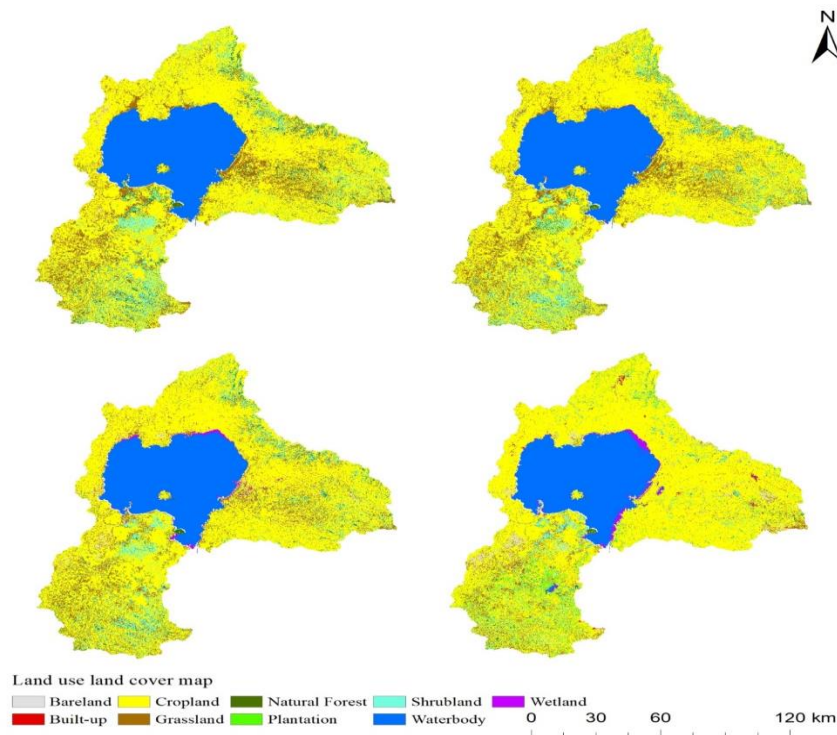 N
Land use land cover map
Bareland Cropland Natural Forest Shrubland Wetland
Built-up Grassland Plantation Waterbody
0 30 60 120 km